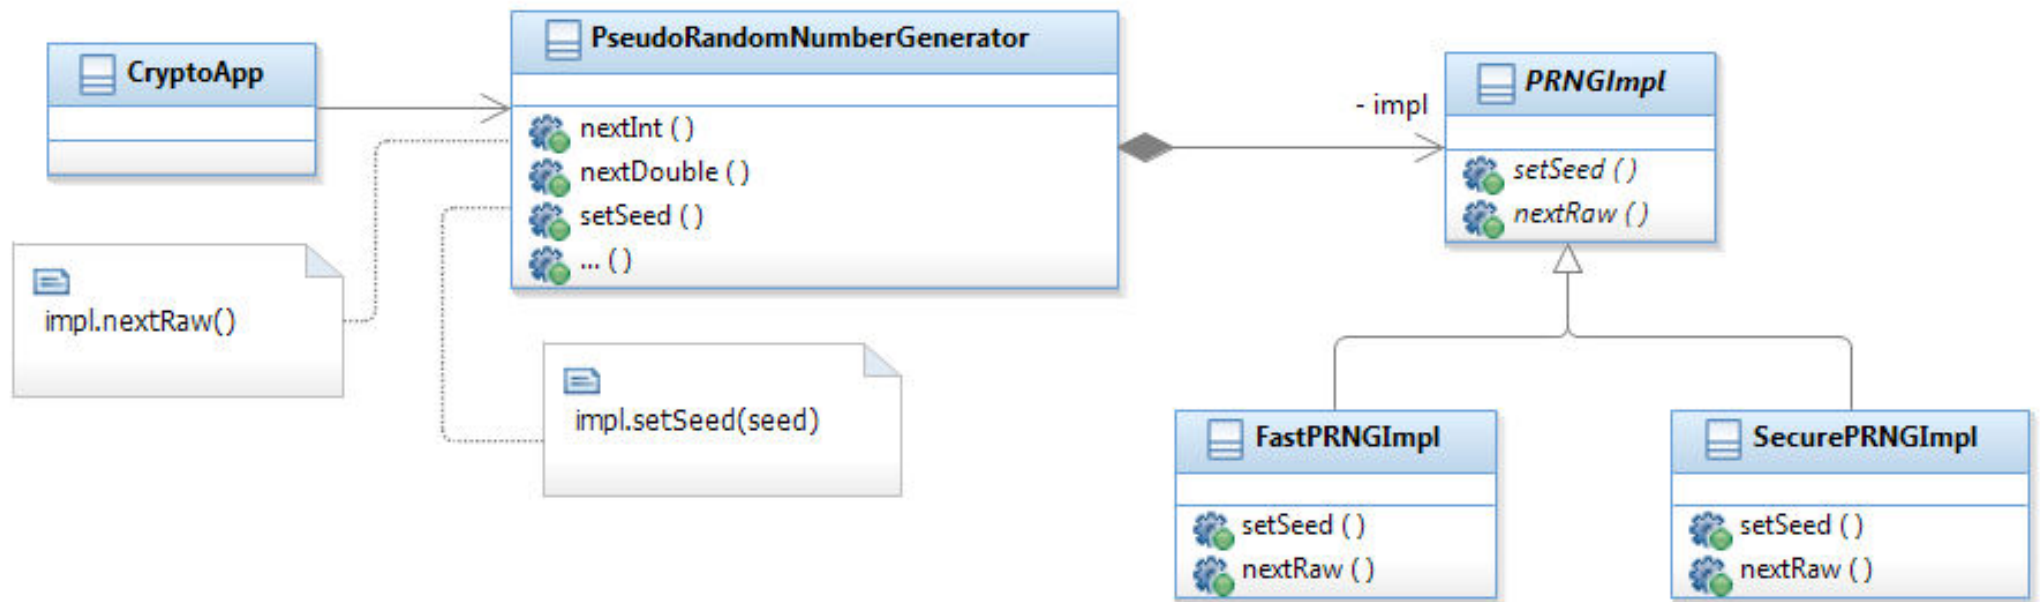 CryptoApp
PseudoRandomNumberGenerator
nextInt ( )
nextDouble ( )
setSeed ( )
... ( )
- impl
PRNGImpl
setSeed ( )
nextRaw ( )
impl.nextRaw()
impl.setSeed(seed)
FastPRNGImpl
setSeed ( )
nextRaw ( )
SecurePRNGImpl
setSeed ( )
nextRaw ( )